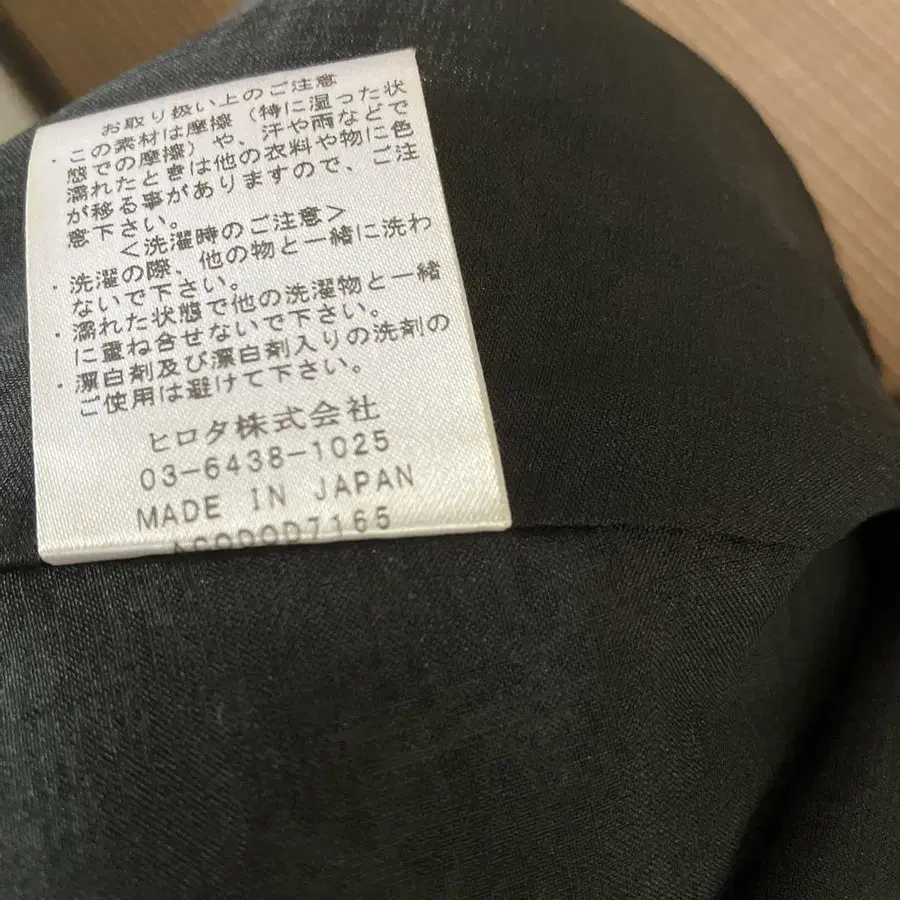 お取り扱い上のご注意
・この素材は摩擦（特に湿った状
態での摩擦）や、汗や雨などで
濡れたときは他の衣料や物に色
が移る事がありますので、ご注
意下さい。
＜洗濯時のご注意＞
・洗濯の際、他の物と一緒に洗わ
ないで下さい。
・濡れた状態で他の洗濯物と一緒
に重ね合せないで下さい。
・漂白剤及び漂白剤入りの洗剤の
ご使用は避けて下さい。
ヒロタ株式会社
03-6438-1025
MADE IN JAPAN